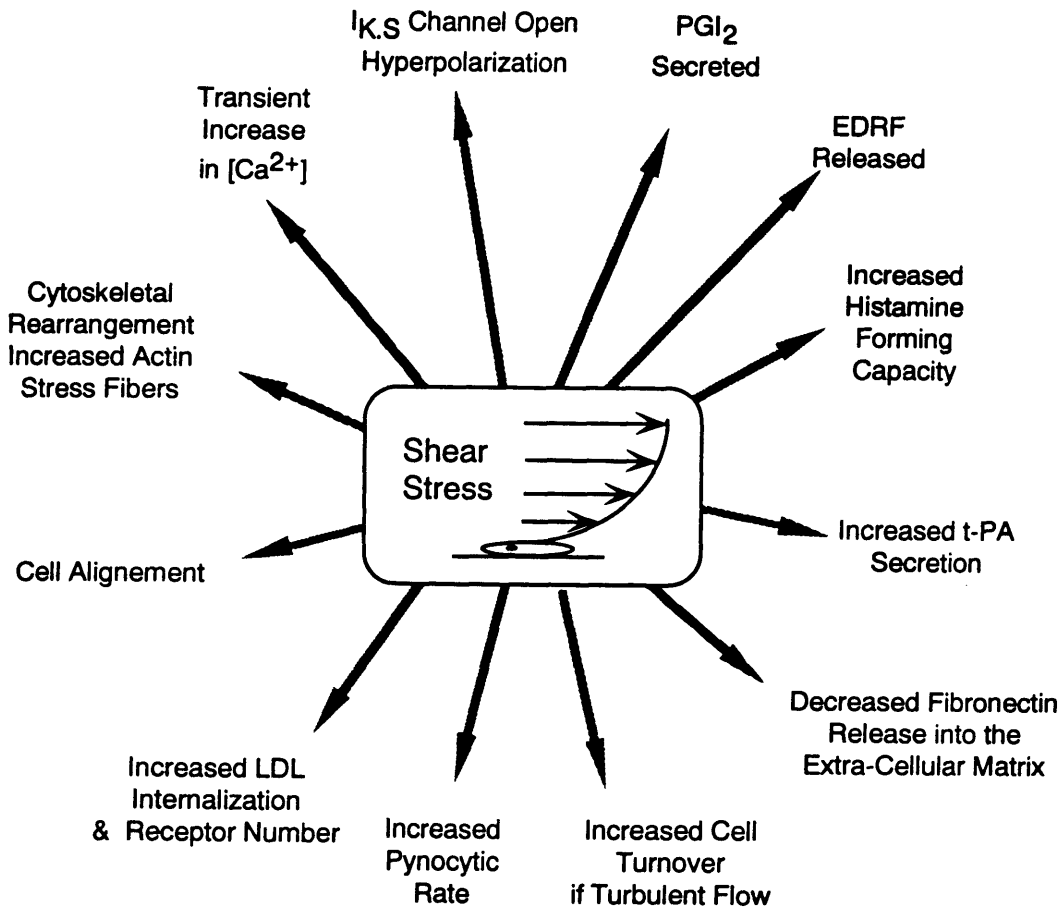 I_K.S Channel Open
Hyperpolarization
PGI₂
Secreted
Transient
Increase
in [Ca²⁺]
EDRF
Released
Increased
Histamine
Forming
Capacity
Cytoskeletal
Rearrangement
Increased Actin
Stress Fibers
Shear
Stress
Increased t-PA
Secretion
Cell Alignement
Decreased Fibronectin
Release into the
Extra-Cellular Matrix
Increased LDL
Internalization
& Receptor Number
Increased
Pynocytic
Rate
Increased Cell
Turnover
if Turbulent Flow